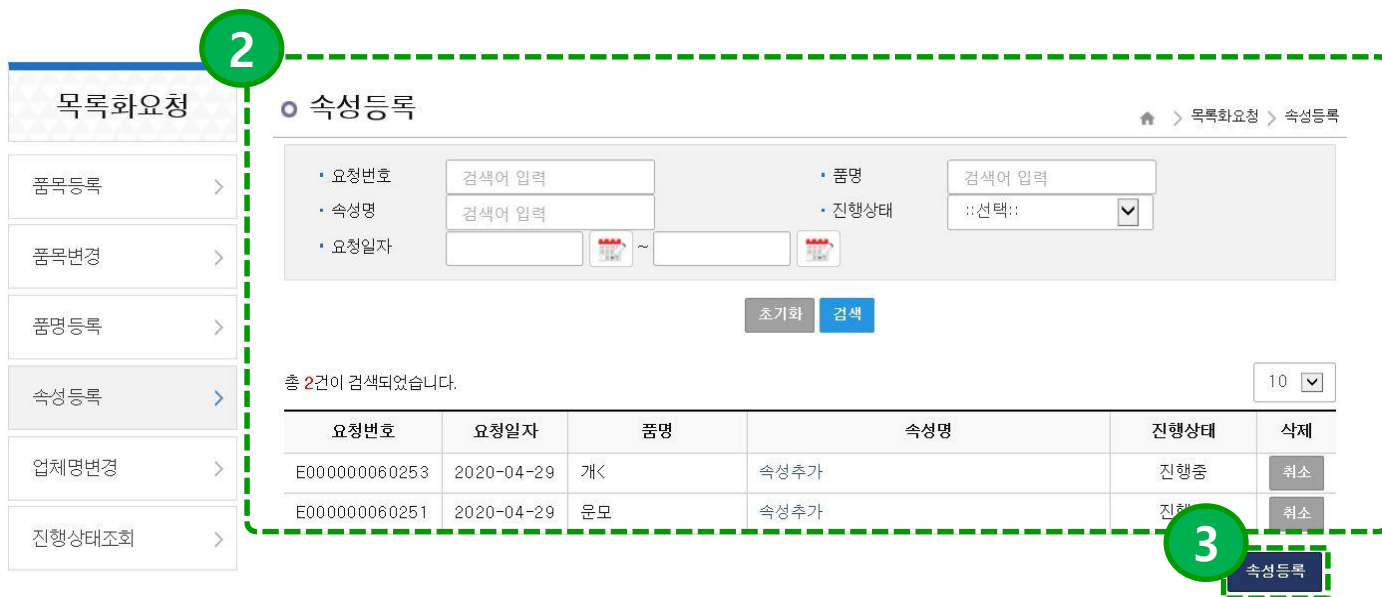 2
목록화요청
속성등록
목록화요청 > 속성등록
품목등록 >
품목변경 >
품명등록 >
속성등록 >
업체명변경 >
진행상태조회 >
요청번호 검색어 입력 품명 검색어 입력
속성명 검색어 입력 진행상태 ::선택::
요청일자 ~
초기화 검색
총 2건이 검색되었습니다. 10
요청번호 요청일자 품명 속성명 진행상태 삭제
E000000060253 2020-04-29 개< 속성추가 진행중 취소
E000000060251 2020-04-29 운모 속성추가 취소
3
속성등록